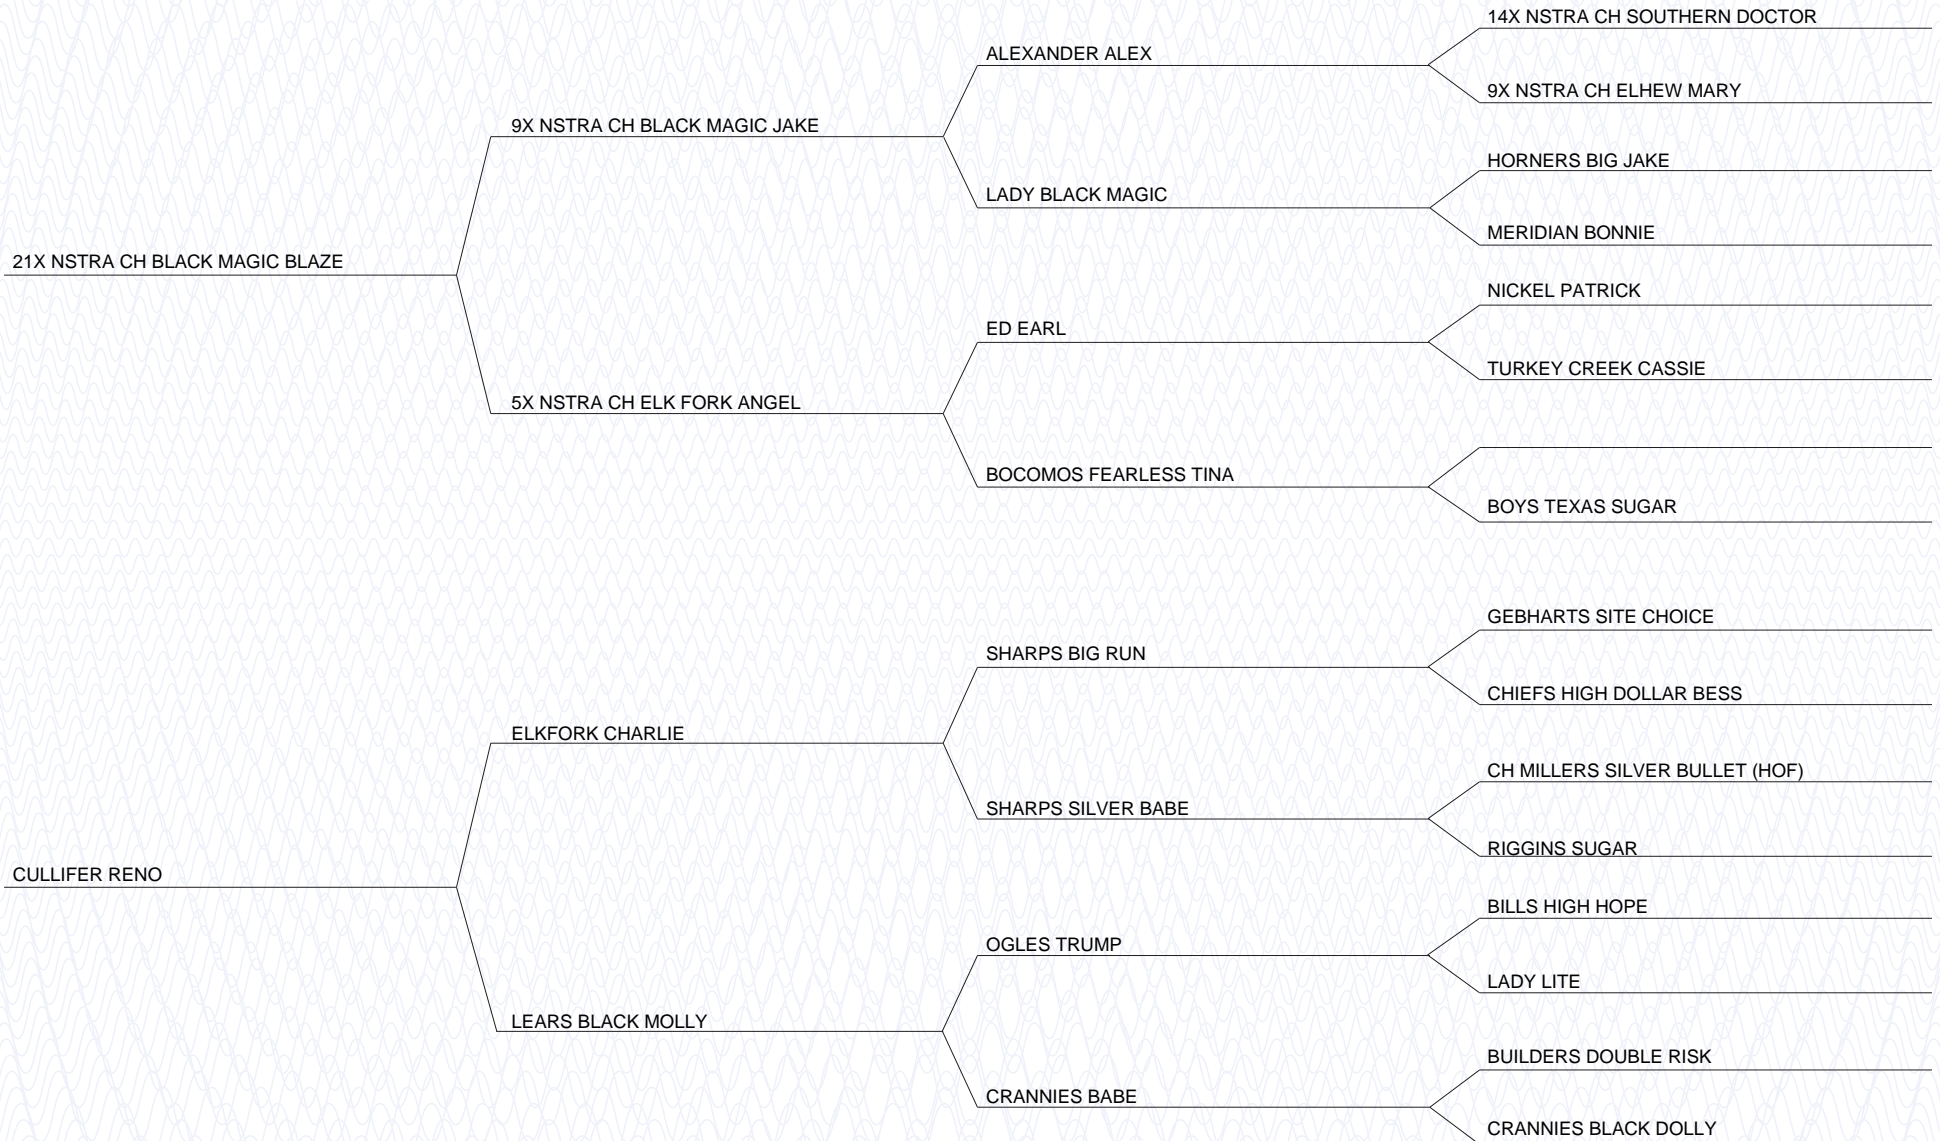 14X NSTRA CH SOUTHERN DOCTOR
ALEXANDER ALEX
9X NSTRA CH ELHEW MARY
9X NSTRA CH BLACK MAGIC JAKE
HORNERS BIG JAKE
LADY BLACK MAGIC
MERIDIAN BONNIE
21X NSTRA CH BLACK MAGIC BLAZE
NICKEL PATRICK
ED EARL
TURKEY CREEK CASSIE
5X NSTRA CH ELK FORK ANGEL
BOCOMOS FEARLESS TINA
BOYS TEXAS SUGAR
GEBHARTS SITE CHOICE
SHARPS BIG RUN
CHIEFS HIGH DOLLAR BESS
ELKFORK CHARLIE
CH MILLERS SILVER BULLET (HOF)
SHARPS SILVER BABE
RIGGINS SUGAR
CULLIFER RENO
BILLS HIGH HOPE
OGLES TRUMP
LADY LITE
LEARS BLACK MOLLY
BUILDERS DOUBLE RISK
CRANNIES BABE
CRANNIES BLACK DOLLY